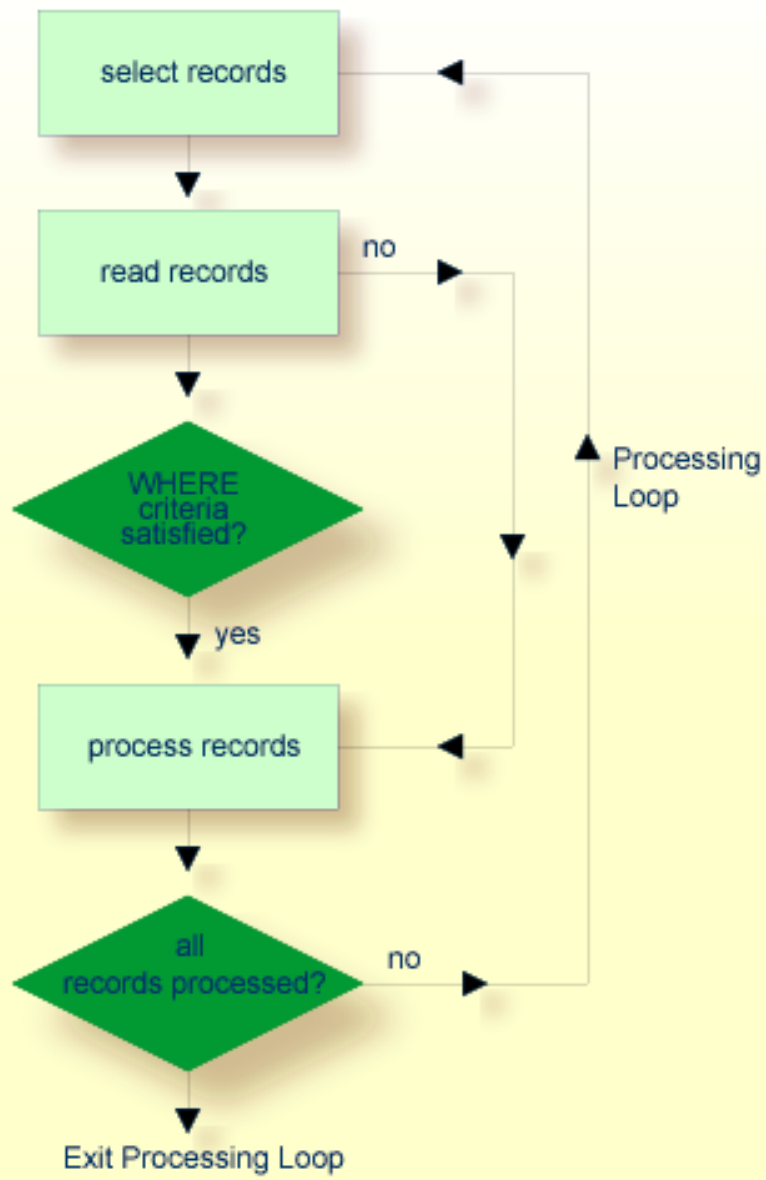 select records
read records
no
WHERE
criteria
satisfied?
Processing
Loop
yes
process records
all
records processed?
no
Exit Processing Loop